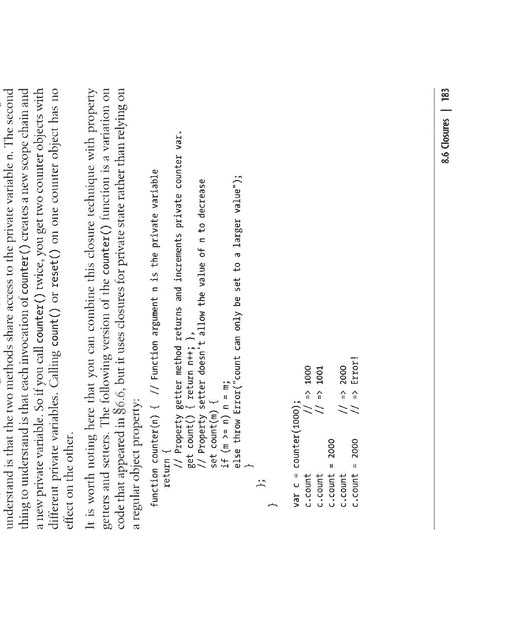 understand is that the two methods share access to the private variable n. The second
thing to understand is that each invocation of counter() creates a new scope chain and
a new private variable. So if you call counter() twice, you get two counter objects with
different private variables. Calling count() or reset() on one counter object has no
effect on the other.
It is worth noting here that you can combine this closure technique with property
getters and setters. The following version of the counter() function is a variation on
code that appeared in §6.6, but it uses closures for private state rather than relying on
a regular object property:
function counter(n) { // Function argument n is the private variable
return {
// Property getter method returns and increments private counter var.
get count() { return n++; },
// Property setter doesn't allow the value of n to decrease
set count(m) {
if (m >= n) n = m;
else throw Error("count can only be set to a larger value");
}
};
}
var c = counter(1000);
c.count // => 1000
c.count // => 1001
c.count = 2000
c.count // => 2000
c.count = 2000 // => Error!
8.6 Closures | 183